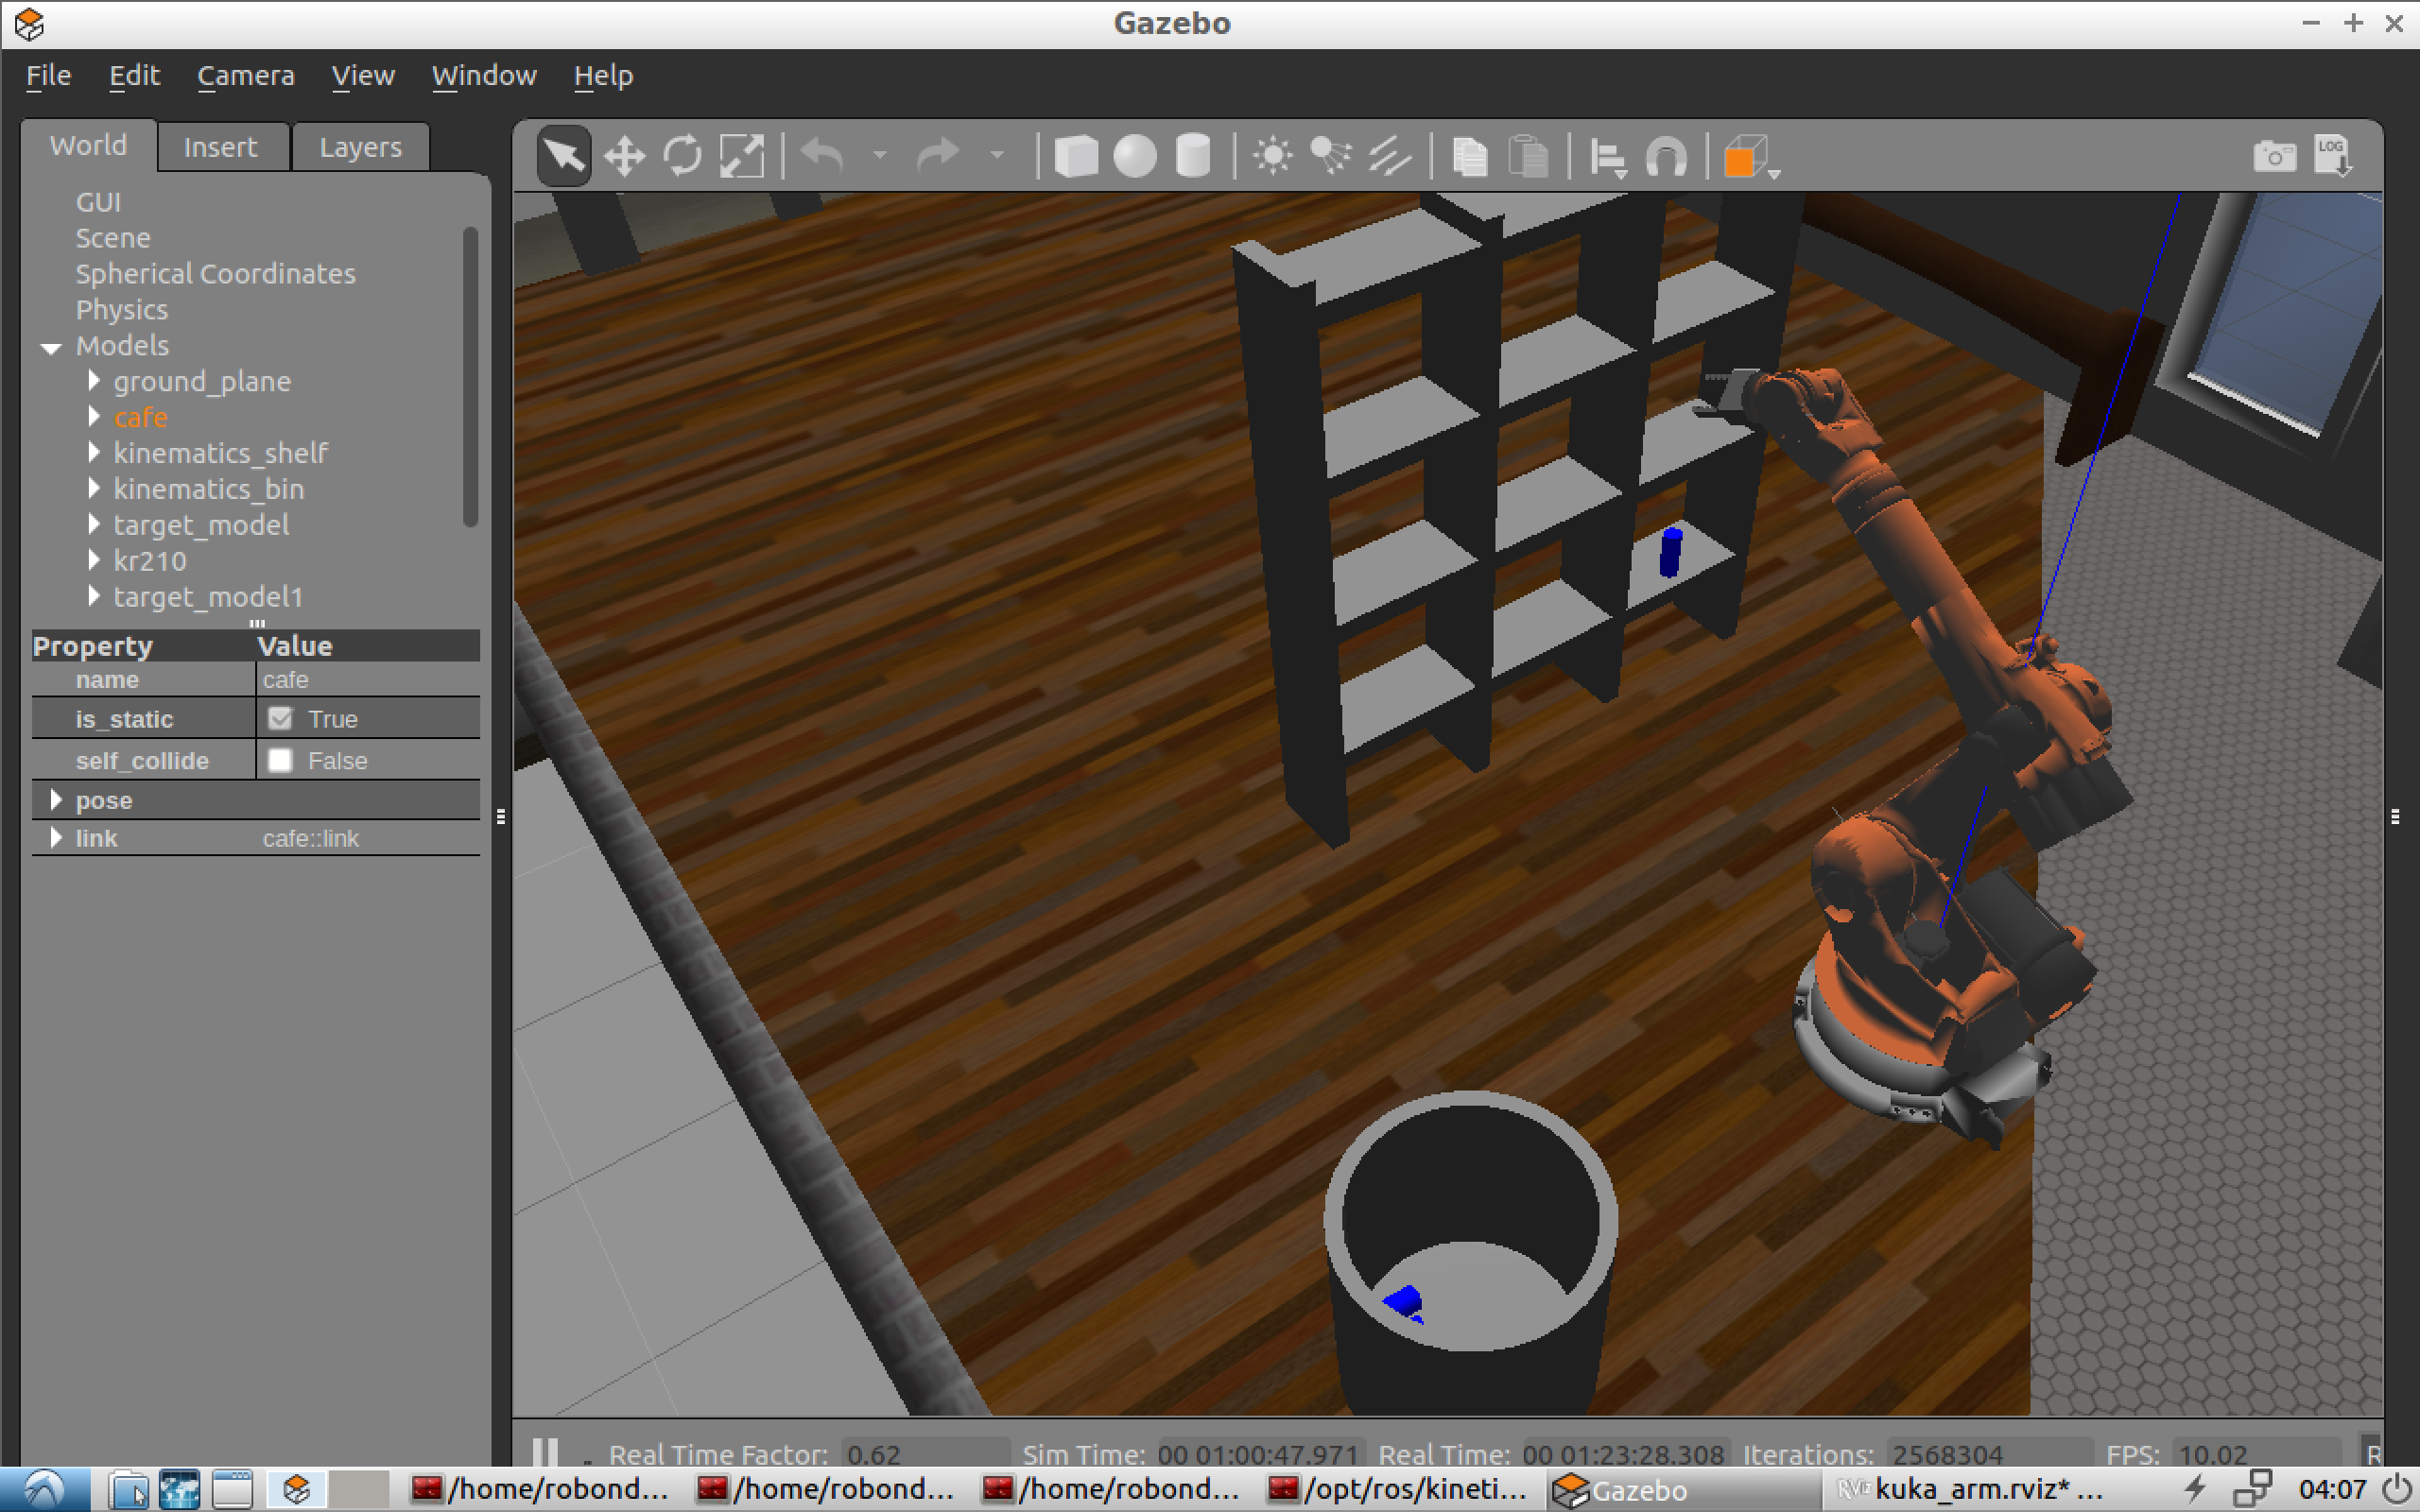 Gazebo
File Edit Camera View Window Help
World Insert Layers
LOG
GUI
Scene
Spherical Coordinates
Physics
Models
ground_plane
cafe
kinematics_shelf
kinematics_bin
target_model
kr210
target_model1
Property Value
name cafe
is_static True
self_collide False
pose
link cafe::link
Real Time Factor: 0.62 Sim Time: 00 01:00:47.971 Real Time: 00 01:23:28.308 Iterations: 2568304 FPS: 10.02 R
/home/robond... /home/robond... /home/robond... /opt/ros/kineti... Gazebo RViz kuka_arm.rviz* ... 04:07